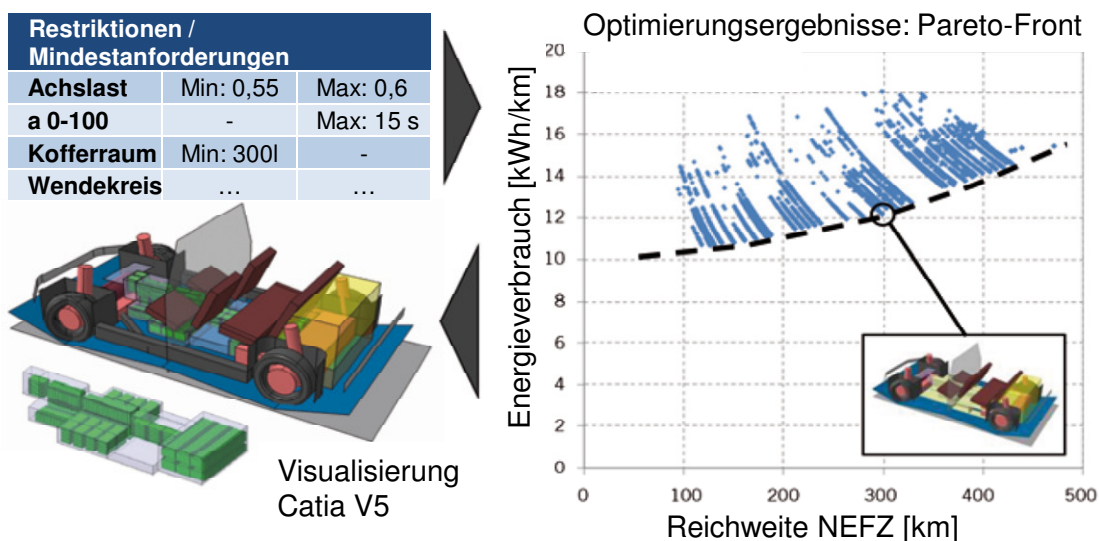 Restriktionen /
Mindestanforderungen
Achslast Min: 0,55 Max: 0,6
a 0-100 - Max: 15 s
Kofferraum Min: 300l -
Wendekreis … …
Visualisierung
Catia V5
Optimierungsergebnisse: Pareto-Front
Energieverbrauch [kWh/km]
20
18
16
14
12
10
8
6
4
2
0
0 100 200 300 400 500
Reichweite NEFZ [km]